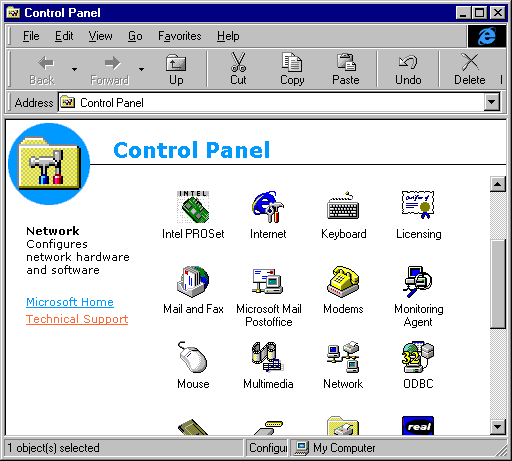 Control Panel
File Edit View Go Favorites Help
Back Forward Up Cut Copy Paste Undo Delete
Address Control Panel
Control Panel
Network
Configures
network hardware
and software
Microsoft Home
Technical Support
INTEL
Intel PROSet Internet Keyboard Licensing
Mail and Fax Microsoft Mail Postoffice Modems Monitoring Agent
32
Mouse Multimedia Network ODBC
real
1 object(s) selected Configu My Computer